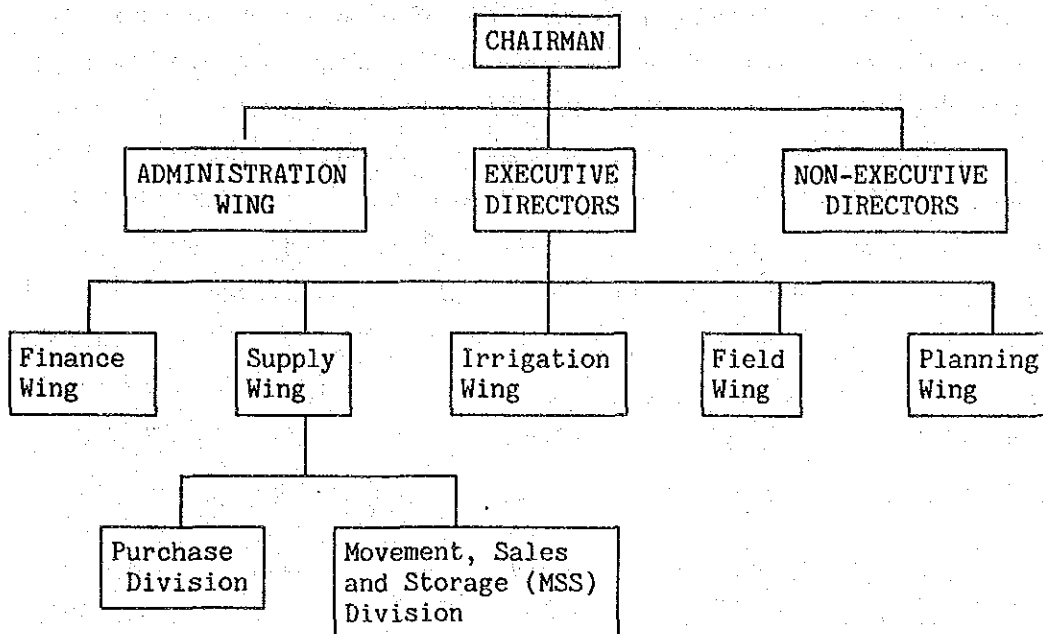 CHAIRMAN
ADMINISTRATION
WING
EXECUTIVE
DIRECTORS
NON-EXECUTIVE
DIRECTORS
Finance
Wing
Supply
Wing
Irrigation
Wing
Field
Wing
Planning
Wing
Purchase
Division
Movement, Sales
and Storage (MSS)
Division